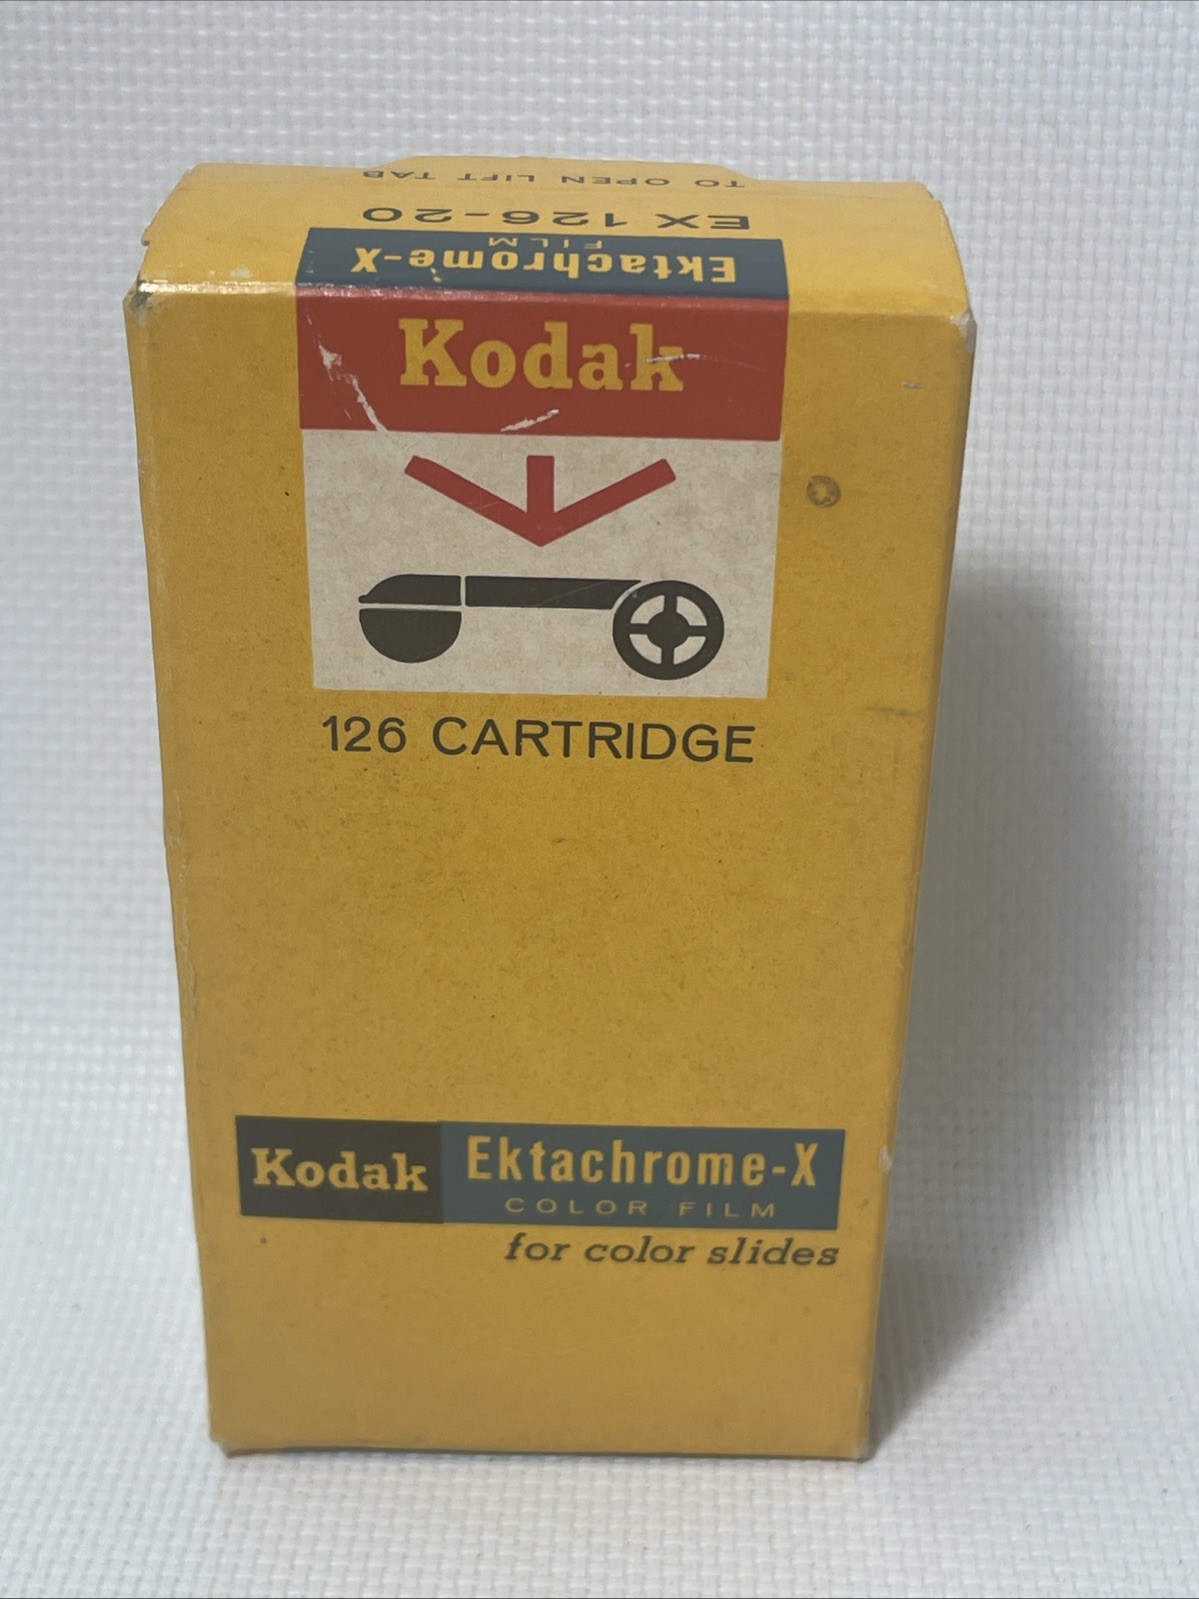 TO OPEN LIFT TAB
EX 126-20
Ektachrome-X
FILM
Kodak
126 CARTRIDGE
Kodak Ektachrome-X
COLOR FILM
for color slides